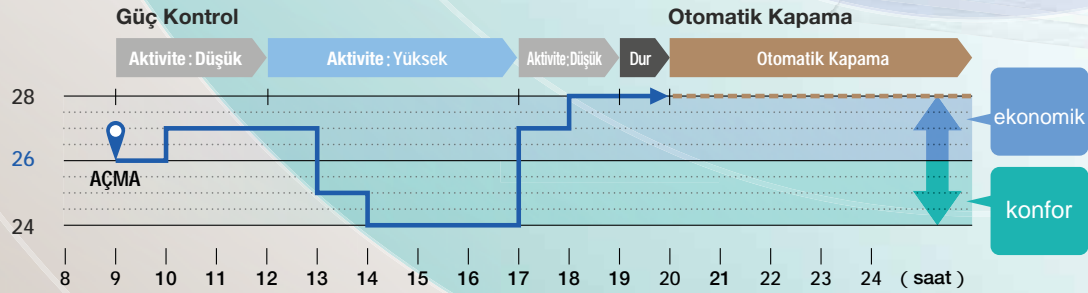 Güç Kontrol Otomatik Kapama
Aktivite : Düşük Aktivite : Yüksek Aktivite : Düşük Dur Otomatik Kapama
28
ekonomik
26
AÇMA
konfor
24
8 9 10 11 12 13 14 15 16 17 18 19 20 21 22 23 24 ( saat )